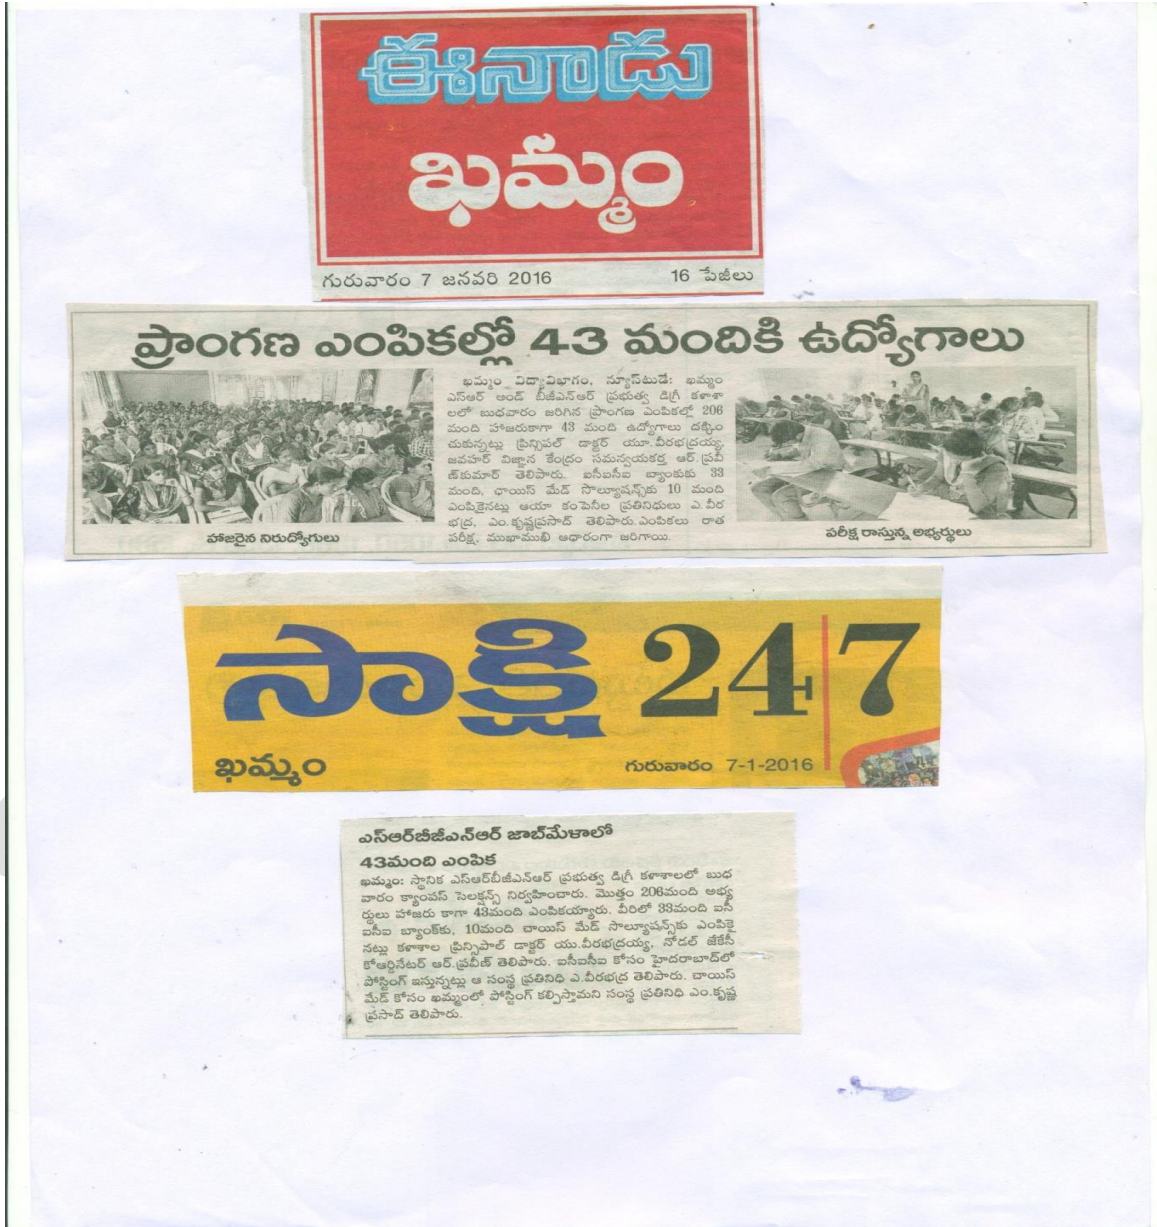 ఈనాడు
ఖమ్మం
గురువారం 7 జనవరి 2016 16 పేజీలు
ప్రాంగణ ఎంపికల్లో 43 మందికి ఉద్యోగాలు
ఖమ్మం విద్యావిభాగం, న్యూస్‌టుడే: ఖమ్మం
ఎస్ఆర్ అండ్ బీజీఎన్ఆర్ ప్రభుత్వ డిగ్రీ కళాశా
లలో బుధవారం జరిగిన ప్రాంగణ ఎంపికల్లో 206
మంది హాజరుకాగా 43 మంది ఉద్యోగాలు దక్కించ
చుకున్నట్లు ప్రిన్సిపల్ డాక్టర్ యూ.వీరభద్రయ్య,
జవహర్ విజ్ఞాన కేంద్రం సమన్వయకర్త ఆర్.ప్రవీ
ణ్‌కుమార్ తెలిపారు. ఐసీఐసీఐ బ్యాంకుకు 33
మంది, ఛాయిస్ మేడ్ సొల్యూషన్స్‌కు 10 మంది
ఎంపికైనట్లు ఆయా కంపెనీల ప్రతినిధులు ఎ.వీర
భద్ర, ఎం.కృష్ణప్రసాద్ తెలిపారు.ఎంపికలు రాత
పరీక్ష, ముఖాముఖి ఆధారంగా జరిగాయి.
హాజరైన నిరుద్యోగులు
పరీక్ష రాస్తున్న అభ్యర్థులు
సాక్షి 24|7
ఖమ్మం గురువారం 7-1-2016
ఎస్ఆర్‌బీజీఎన్ఆర్ జాబ్‌మేళాలో
43మంది ఎంపిక
ఖమ్మం: స్థానిక ఎస్ఆర్‌బీజీఎన్ఆర్ ప్రభుత్వ డిగ్రీ కళాశాలలో బుధ
వారం క్యాంపస్ సెలక్షన్స్ నిర్వహించారు. మొత్తం 206మంది అభ్య
ర్థులు హాజరు కాగా 43మంది ఎంపికయ్యారు. వీరిలో 33మంది ఐసీ
ఐసీఐ బ్యాంక్‌కు, 10మంది చాయిస్ మేడ్ సొల్యూషన్స్‌కు ఎంపికై
నట్లు కళాశాల ప్రిన్సిపాల్ డాక్టర్ యు.వీరభద్రయ్య, నోడల్ జేకేసీ
కోఆర్డినేటర్ ఆర్.ప్రవీణ్ తెలిపారు. ఐసీఐసీఐ కోసం హైదరాబాద్‌లో
పోస్టింగ్ ఇస్తున్నట్లు ఆ సంస్థ ప్రతినిధి ఎ.వీరభద్ర తెలిపారు. చాయిస్
మేడ్ కోసం ఖమ్మంలో పోస్టింగ్ కల్పిస్తామని సంస్థ ప్రతినిధి ఎం.కృష్ణ
ప్రసాద్ తెలిపారు.